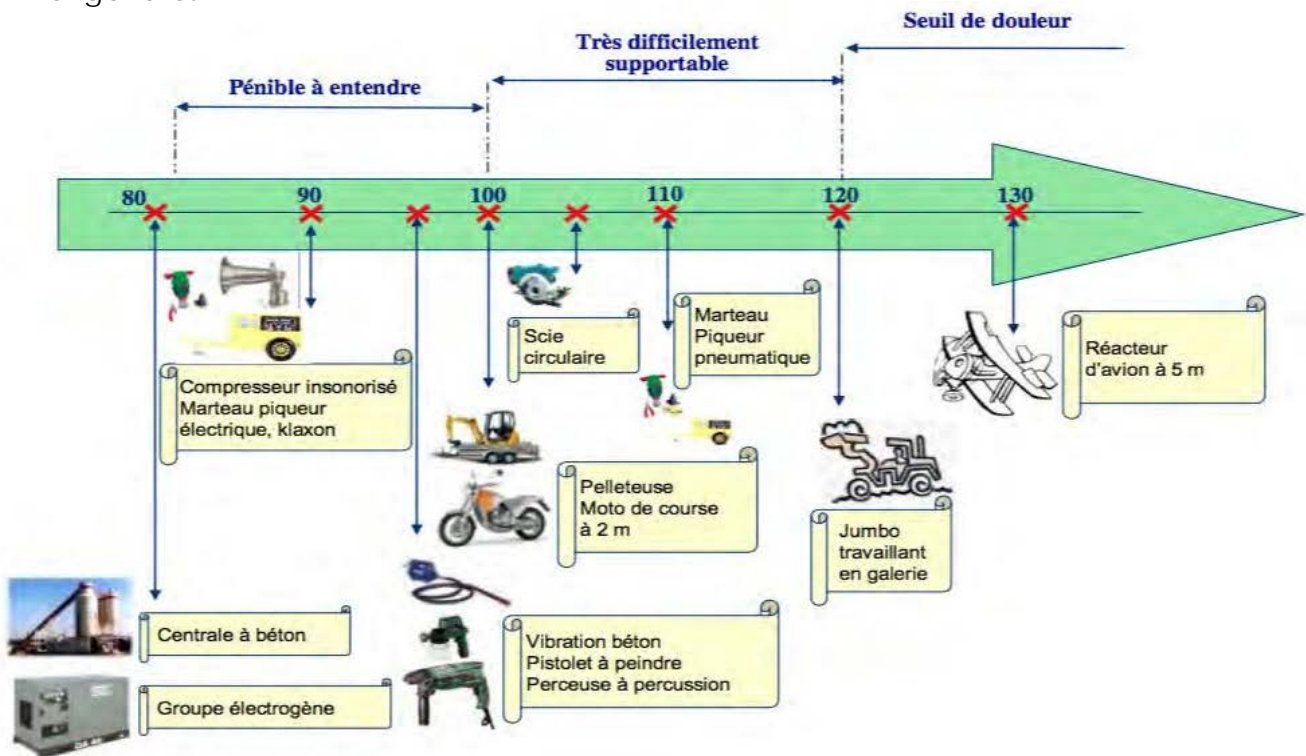 Seuil de douleur
Très difficilement
supportable
Pénible à entendre
80
90
100
110
120
130
Compresseur insonorisé
Marteau piqueur
électrique, klaxon
Scie
circulaire
Marteau
Piqueur
pneumatique
Réacteur
d'avion à 5 m
Pelleteuse
Moto de course
à 2 m
Jumbo
travaillant
en galerie
Centrale à béton
Groupe électrogène
Vibration béton
Pistolet à peindre
Perceuse à percussion